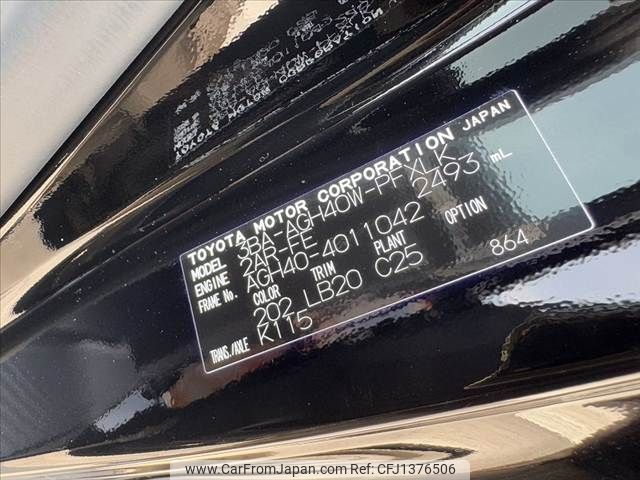 TOYOTA MOTOR CORPORATION JAPAN
MODEL 3BA-AGH40W-PFXLK
ENGINE 2AR-FE 2493 mL
FRAME No. AGH40-4011042
COLOR TRIM PLANT OPTION
202 LB20 C25 864
TRANS./AXLE K115
www.CarFromJapan.com - CFJ1376506